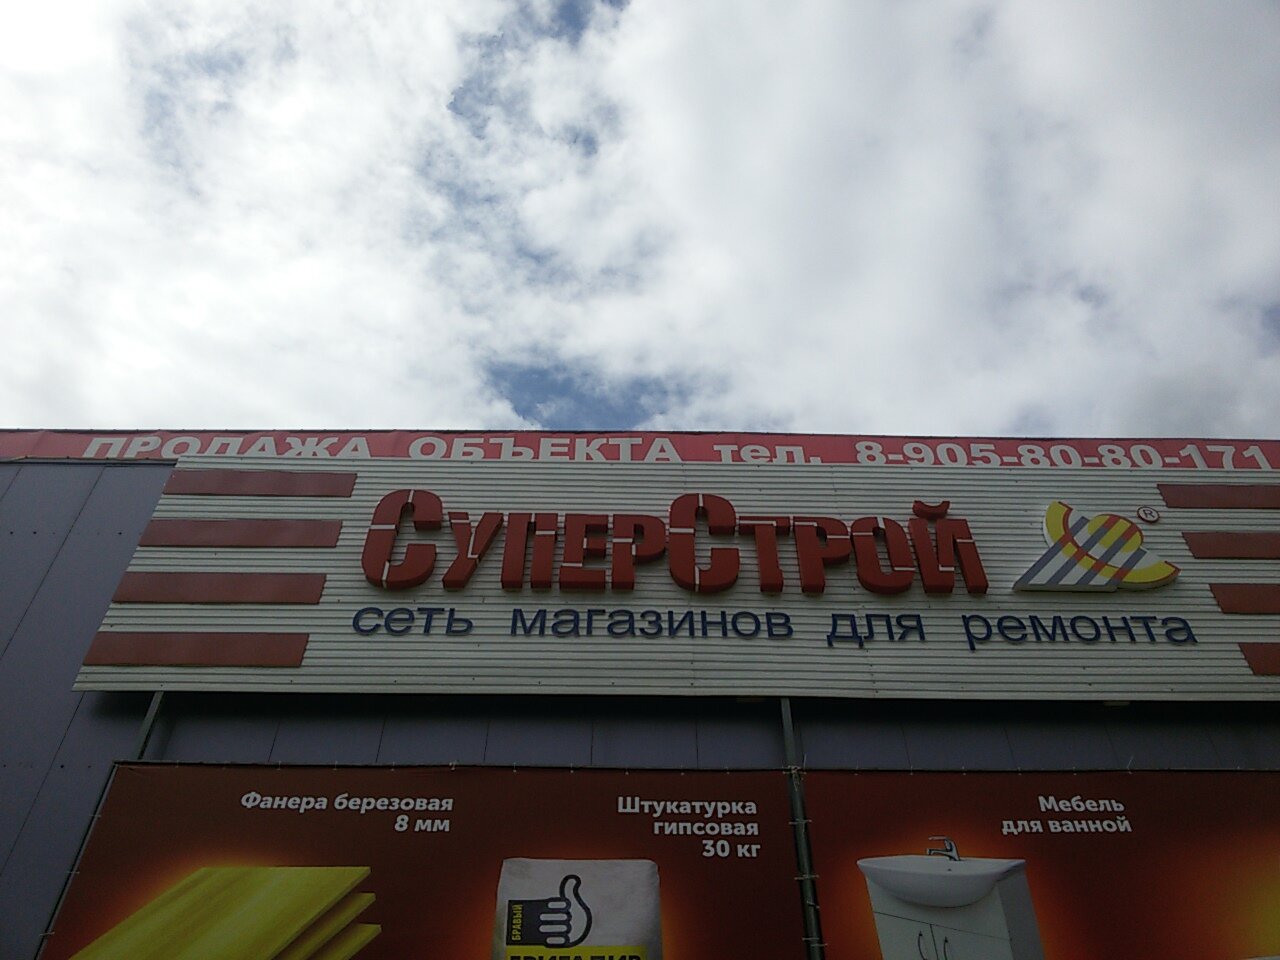 ПРОДАЖА ОБЪЕКТА тел. 8-905-80-80-171
СУПЕРСТРОЙ ®
сеть магазинов для ремонта
Фанера березовая
8 мм
Штукатурка
гипсовая
30 кг
Мебель
для ванной
БРАВЫЙ
БРИГАДИР